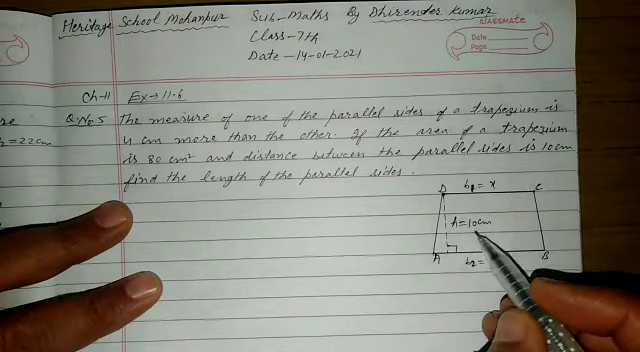 Heritage School Mohanpur Sub-Maths By Dhirender Kumar
Class-7th
Date-14-01-2021
classmate
Date
Page
Ch-11 Ex→11.6
Q.No.5 The measure of one of the parallel sides of a trapezium is
4 cm more than the other. If the area of a trapezium
is 80 cm² and distance between the parallel sides is 10cm
find the length of the parallel sides.
= 22cm
D b₁ = x C
h=10cm
A b₂ = B